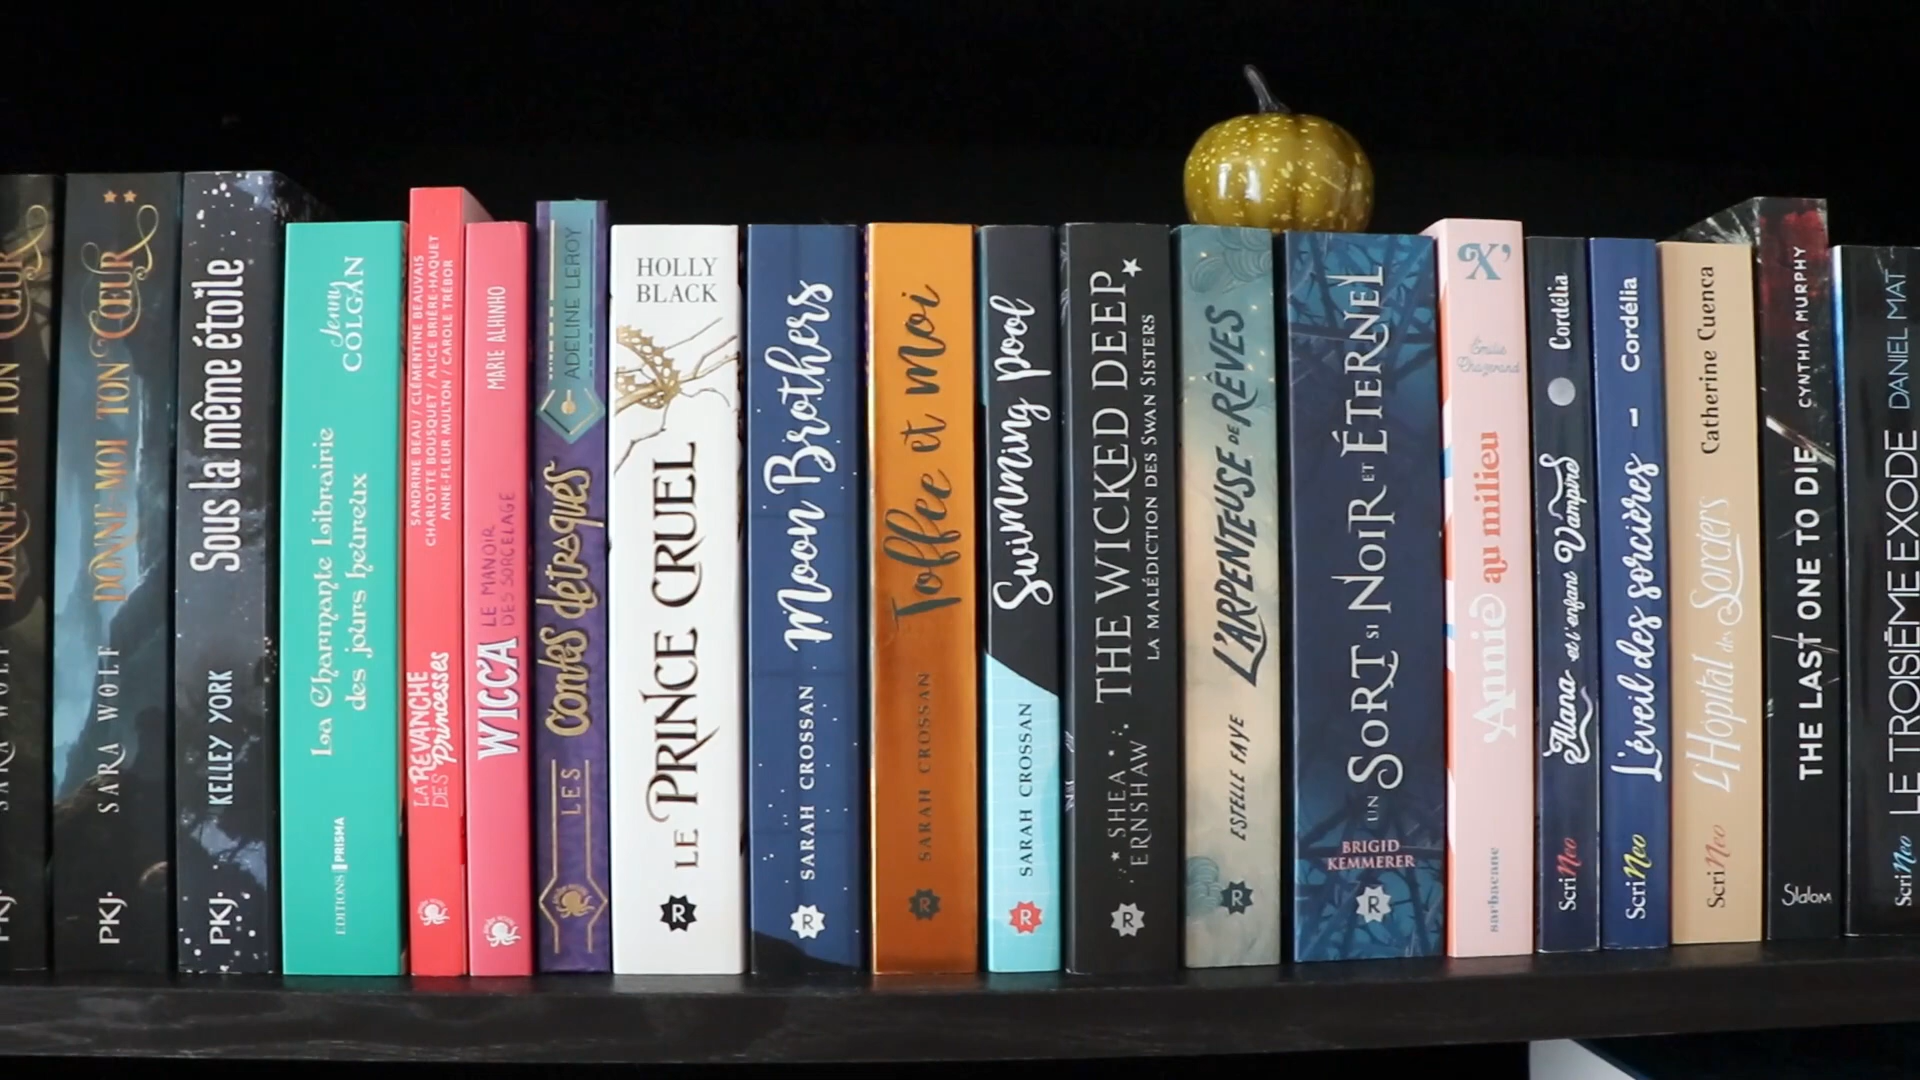 DONNE-MOI TON CŒUR
SARA WOLF
PKJ.
DONNE-MOI TON CŒUR
SARA WOLF
PKJ.
Sous la même étoile
KELLEY YORK
PKJ.
Jenny
COLGAN
La Charmante Librairie
des jours heureux
EDITIONS PRISMA
SANDRINE BEAU / CLÉMENTINE BEAUVAIS
CHARLOTTE BOUSQUET / ALICE BRIÈRE-HAQUET
ANNE-FLEUR MULTON / CAROLE TRÉBOR
LA REVANCHE
DES Princesses
MARIE ALHINHO
WICCA
LE MANOIR
DES SORCELAGE
ADELINE LEROY
LES contes détraqués
HOLLY
BLACK
LE PRINCE CRUEL
R
Moon Brothers
SARAH CROSSAN
R
Toffee et moi
SARAH CROSSAN
R
Swimming pool
SARAH CROSSAN
R
THE WICKED DEEP
LA MALÉDICTION DES SWAN SISTERS
SHEA
ERNSHAW
R
L'ARPENTEUSE DE RÊVES
ESTELLE FAYE
R
UN SORT SI NOIR ET ÉTERNEL
BRIGID
KEMMERER
R
X'
Émilie
Chazerand
Annie au milieu
sarbacane
Cordélia
Alana et l'enfant Vampire
ScriNeo
Cordélia
L'éveil des sorcières - 1
ScriNeo
Catherine Cuenca
L'Hôpital des Sorciers
ScriNeo
CYNTHIA MURPHY
THE LAST ONE TO DIE
Slalom
DANIEL MAT
LE TROISIÈME EXODE
ScriNeo